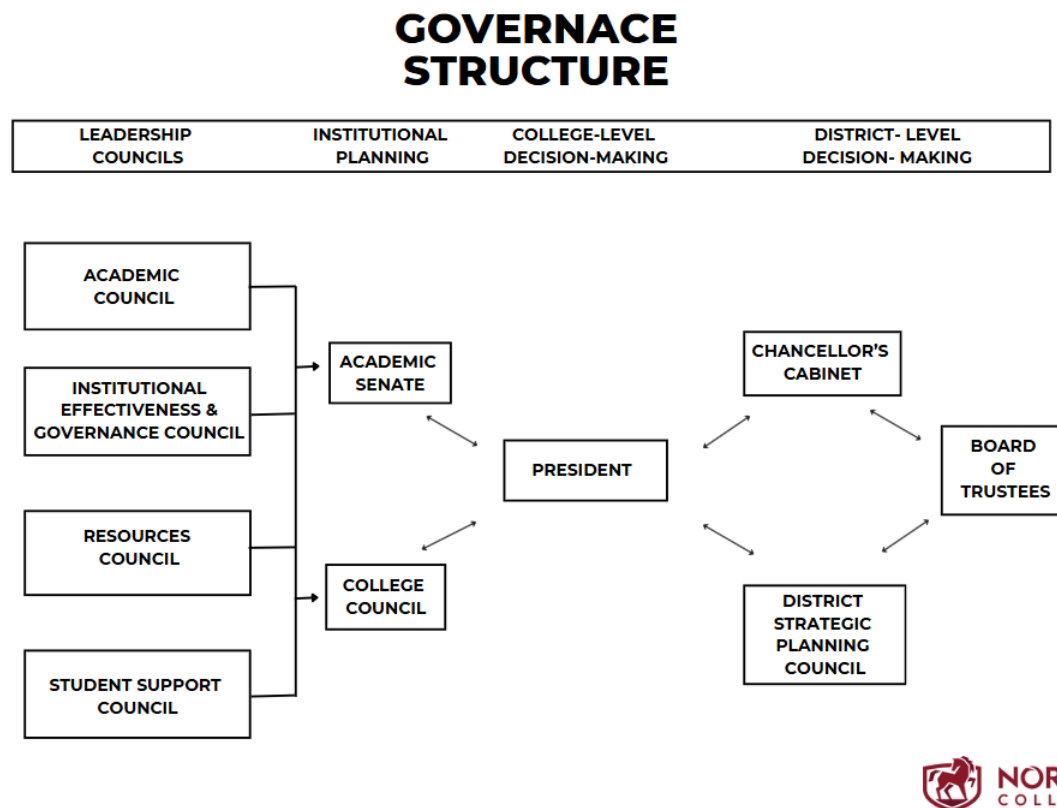 GOVERNACE
STRUCTURE
LEADERSHIP
COUNCILS
INSTITUTIONAL
PLANNING
COLLEGE-LEVEL
DECISION-MAKING
DISTRICT- LEVEL
DECISION- MAKING
ACADEMIC
COUNCIL
INSTITUTIONAL
EFFECTIVENESS &
GOVERNANCE COUNCIL
RESOURCES
COUNCIL
STUDENT SUPPORT
COUNCIL
ACADEMIC
SENATE
COLLEGE
COUNCIL
PRESIDENT
CHANCELLOR'S
CABINET
DISTRICT
STRATEGIC
PLANNING
COUNCIL
BOARD
OF
TRUSTEES
NOR
COLL